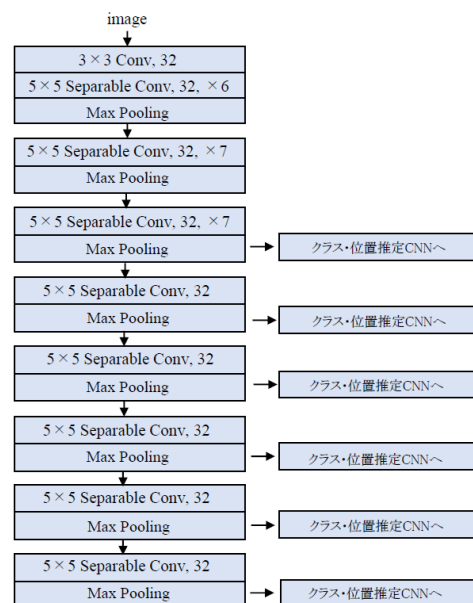 image
3×3 Conv, 32
5×5 Separable Conv, 32, ×6
Max Pooling
5×5 Separable Conv, 32, ×7
Max Pooling
5×5 Separable Conv, 32, ×7
Max Pooling
クラス・位置推定CNNへ
5×5 Separable Conv, 32
Max Pooling
クラス・位置推定CNNへ
5×5 Separable Conv, 32
Max Pooling
クラス・位置推定CNNへ
5×5 Separable Conv, 32
Max Pooling
クラス・位置推定CNNへ
5×5 Separable Conv, 32
Max Pooling
クラス・位置推定CNNへ
5×5 Separable Conv, 32
Max Pooling
クラス・位置推定CNNへ